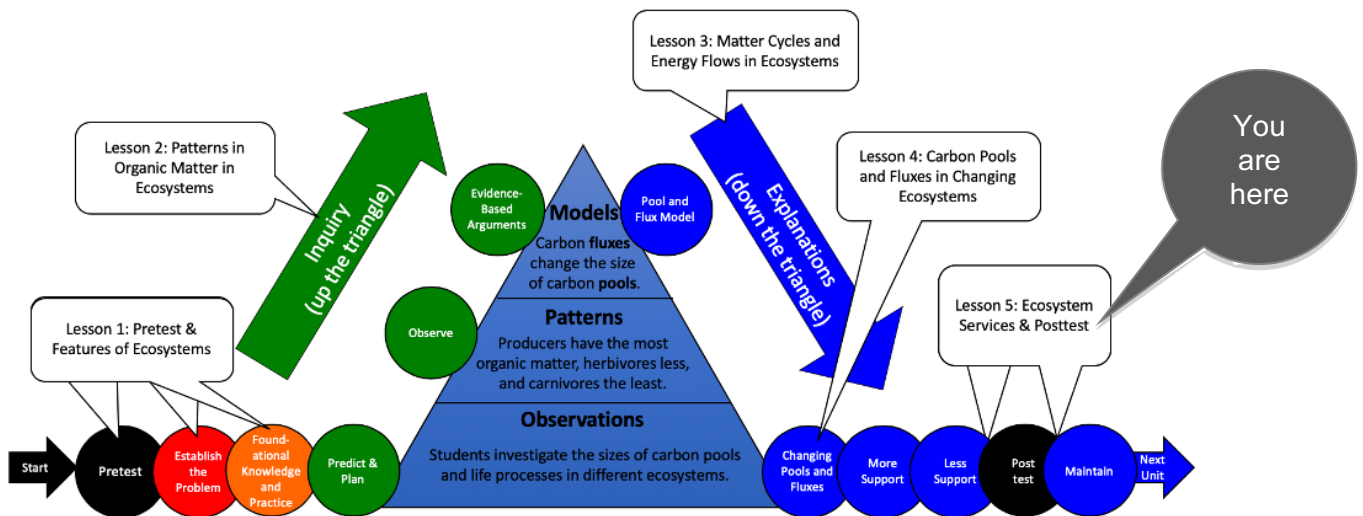 Lesson 3: Matter Cycles and
Energy Flows in Ecosystems
You
are
here
Lesson 2: Patterns in
Organic Matter in
Ecosystems
Lesson 4: Carbon Pools
and Fluxes in Changing
Ecosystems
Inquiry
(up the triangle)
Explanations
(down the triangle)
Evidence-
Based
Arguments
Models
Carbon fluxes
change the size
of carbon pools.
Pool and
Flux Model
Lesson 1: Pretest &
Features of Ecosystems
Observe
Patterns
Producers have the most
organic matter, herbivores less,
and carnivores the least.
Lesson 5: Ecosystem
Services & Posttest
Start
Pretest
Establish
the
Problem
Found-
ational
Knowledge
and
Practice
Predict &
Plan
Observations
Students investigate the sizes of carbon pools
and life processes in different ecosystems.
Changing
Pools and
Fluxes
More
Support
Less
Support
Post
test
Maintain
Next
Unit